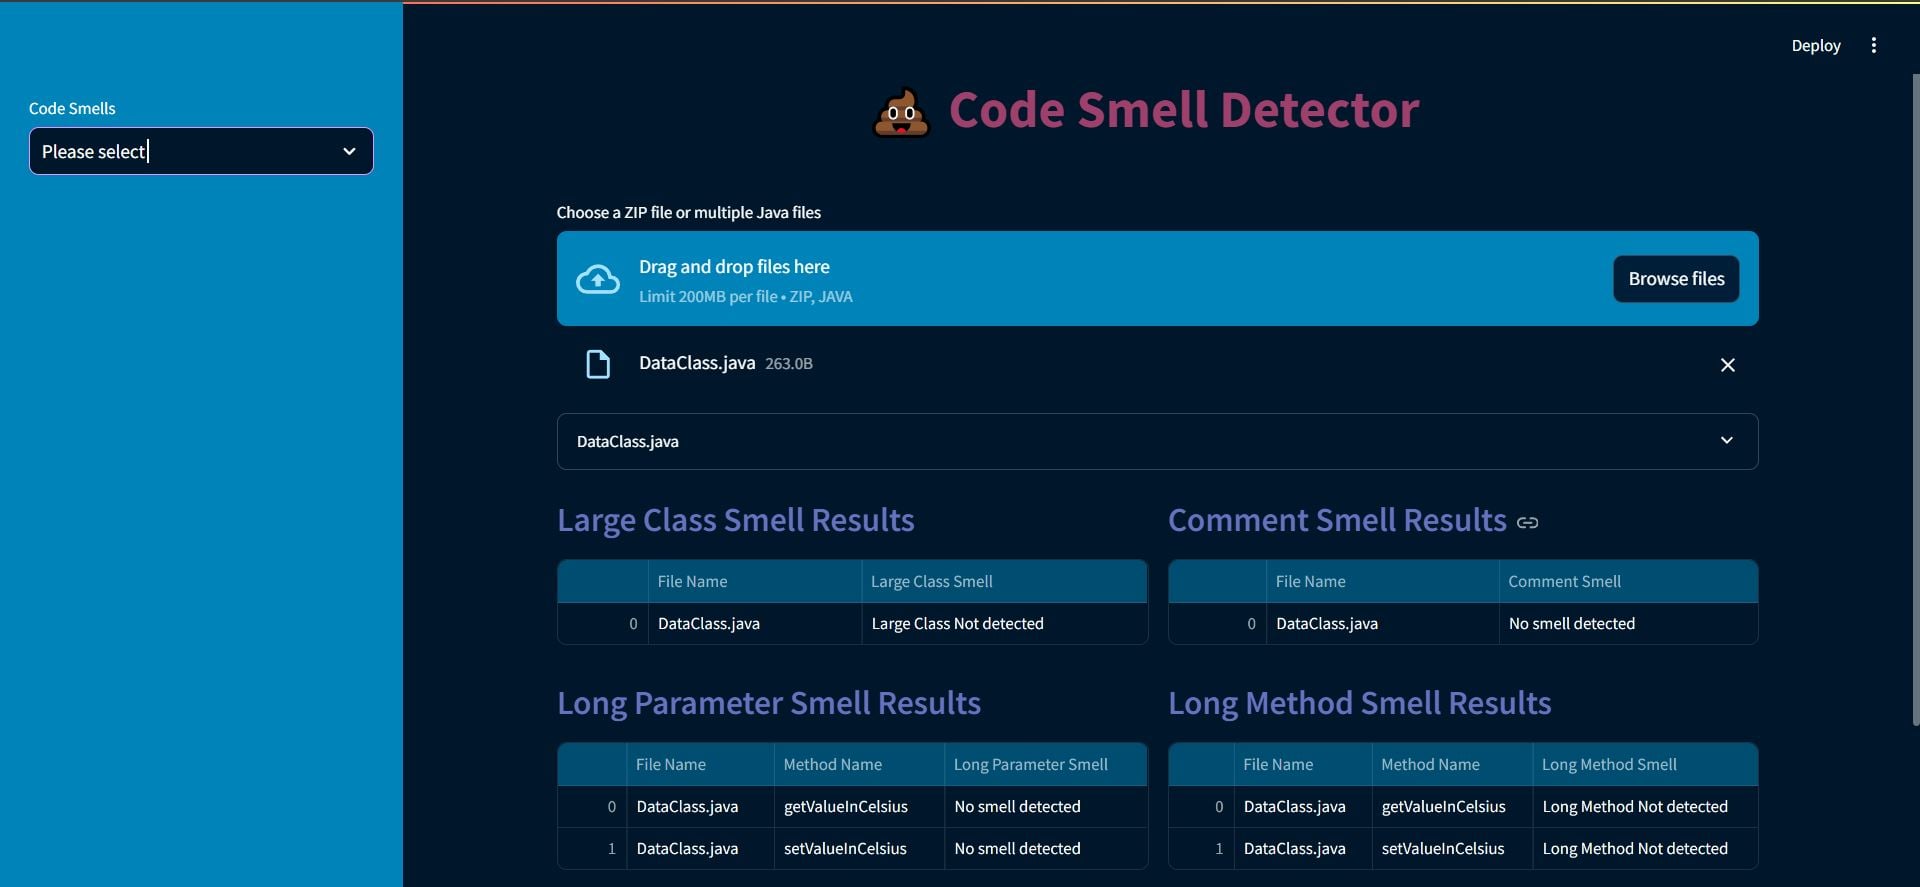 Deploy
Code Smells
Please select
Code Smell Detector
Choose a ZIP file or multiple Java files
Drag and drop files here
Limit 200MB per file • ZIP, JAVA
Browse files
DataClass.java 263.0B
DataClass.java
Large Class Smell Results
File Name Large Class Smell
0 DataClass.java Large Class Not detected
Comment Smell Results
File Name Comment Smell
0 DataClass.java No smell detected
Long Parameter Smell Results
File Name Method Name Long Parameter Smell
0 DataClass.java getValueInCelsius No smell detected
1 DataClass.java setValueInCelsius No smell detected
Long Method Smell Results
File Name Method Name Long Method Smell
0 DataClass.java getValueInCelsius Long Method Not detected
1 DataClass.java setValueInCelsius Long Method Not detected